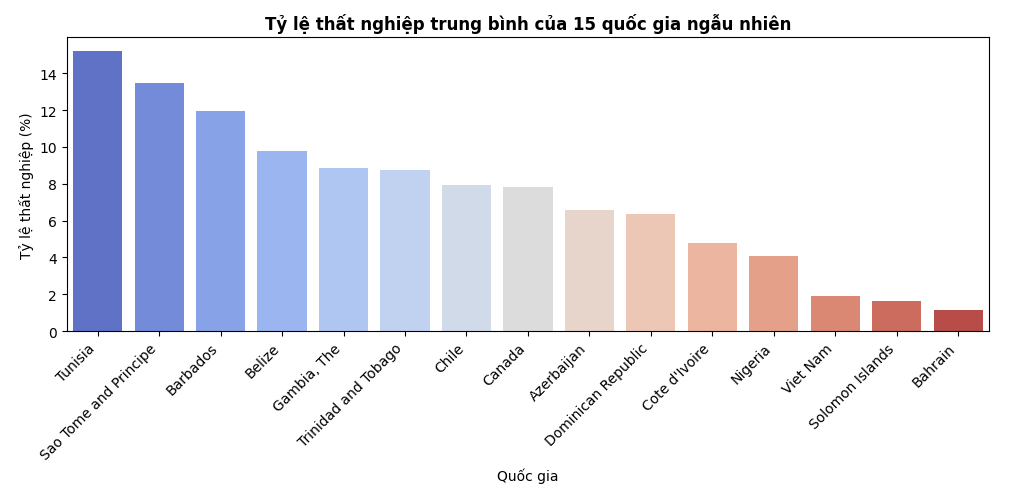 Tỷ lệ thất nghiệp trung bình của 15 quốc gia ngẫu nhiên
Tỷ lệ thất nghiệp (%)
14
12
10
8
6
4
2
0
Tunisia
Sao Tome and Principe
Barbados
Belize
Gambia, The
Trinidad and Tobago
Chile
Canada
Azerbaijan
Dominican Republic
Cote d'Ivoire
Nigeria
Viet Nam
Solomon Islands
Bahrain
Quốc gia